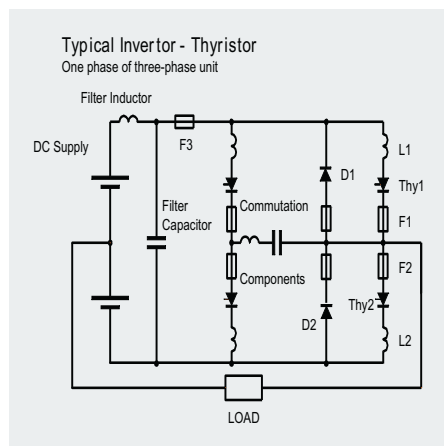 Typical Invertor - Thyristor
One phase of three-phase unit
Filter Inductor
DC Supply
F3
L1
D1
Thy1
Filter
Capacitor
Commutation
F1
Components
F2
Thy2
D2
L2
LOAD